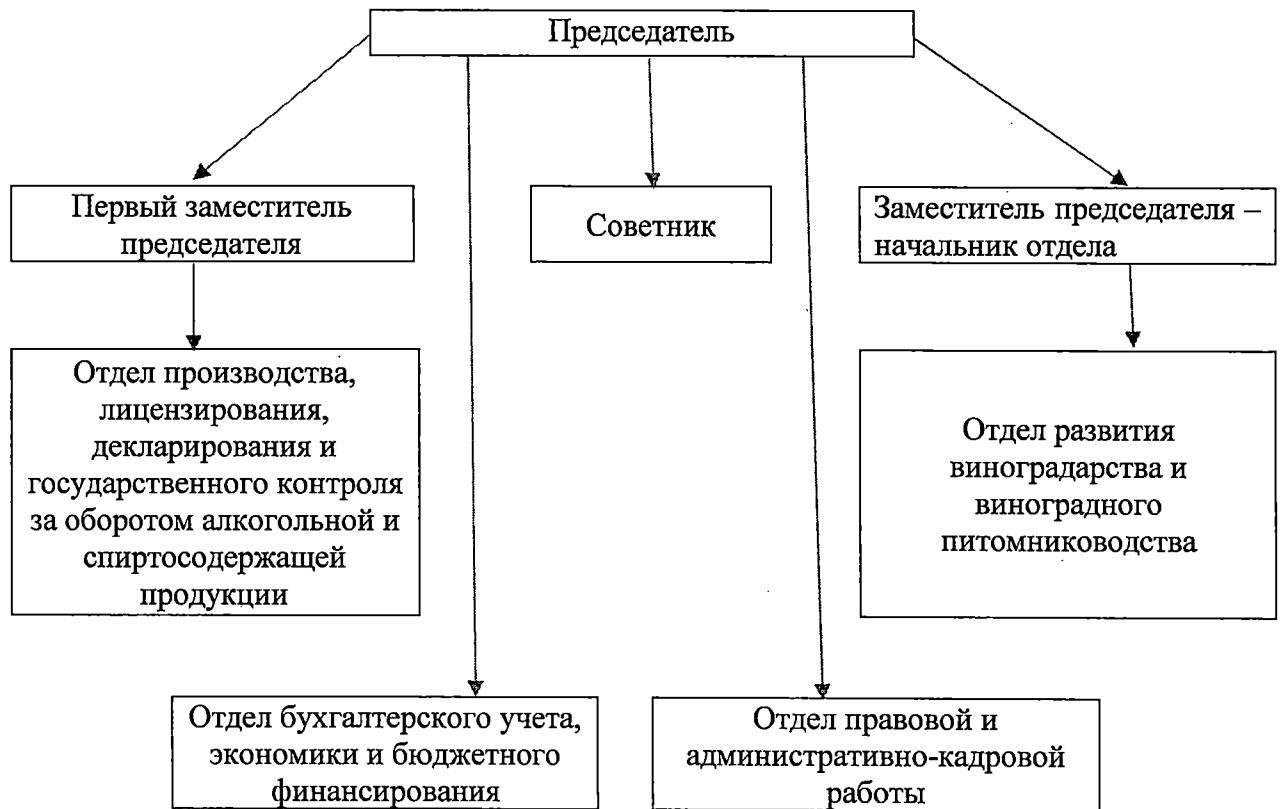 Председатель
Первый заместитель
председателя
Советник
Заместитель председателя –
начальник отдела
Отдел производства,
лицензирования,
декларирования и
государственного контроля
за оборотом алкогольной и
спиртосодержащей
продукции
Отдел развития
виноградарства и
виноградного
питомниководства
Отдел бухгалтерского учета,
экономики и бюджетного
финансирования
Отдел правовой и
административно-кадровой
работы